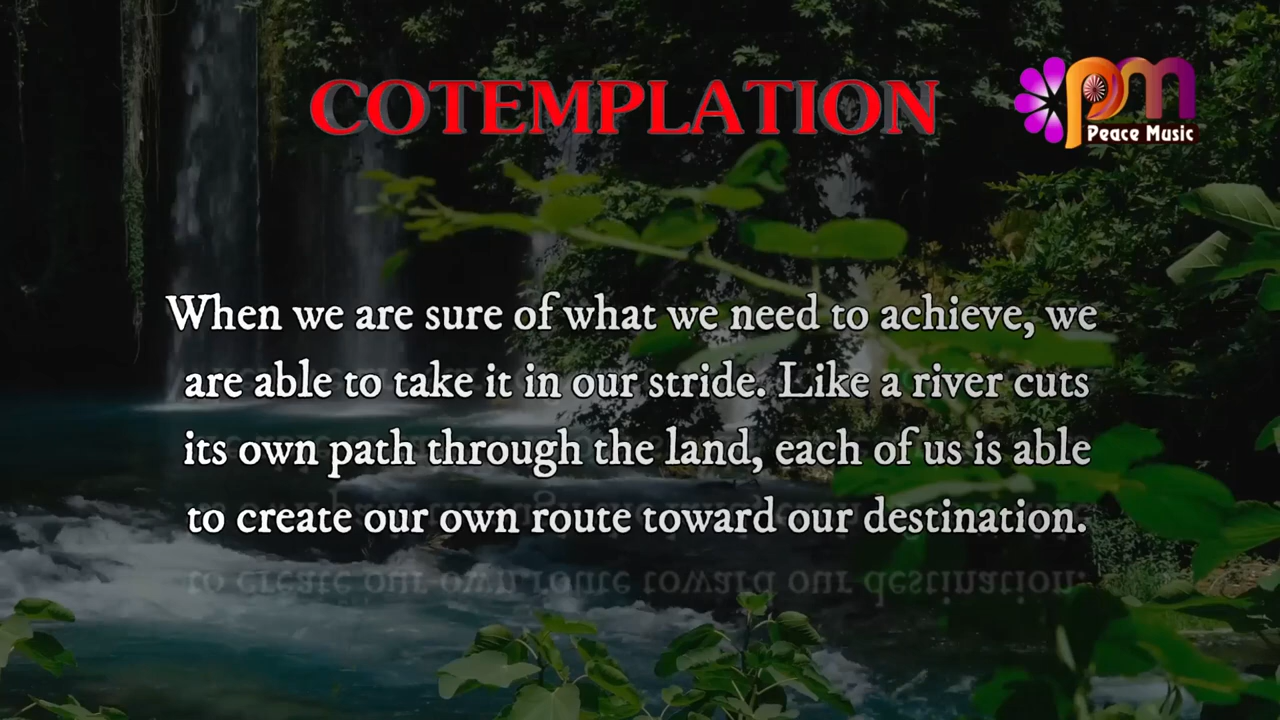 COTEMPLATION
pm
Peace Music
When we are sure of what we need to achieve, we
are able to take it in our stride. Like a river cuts
its own path through the land, each of us is able
to create our own route toward our destination.